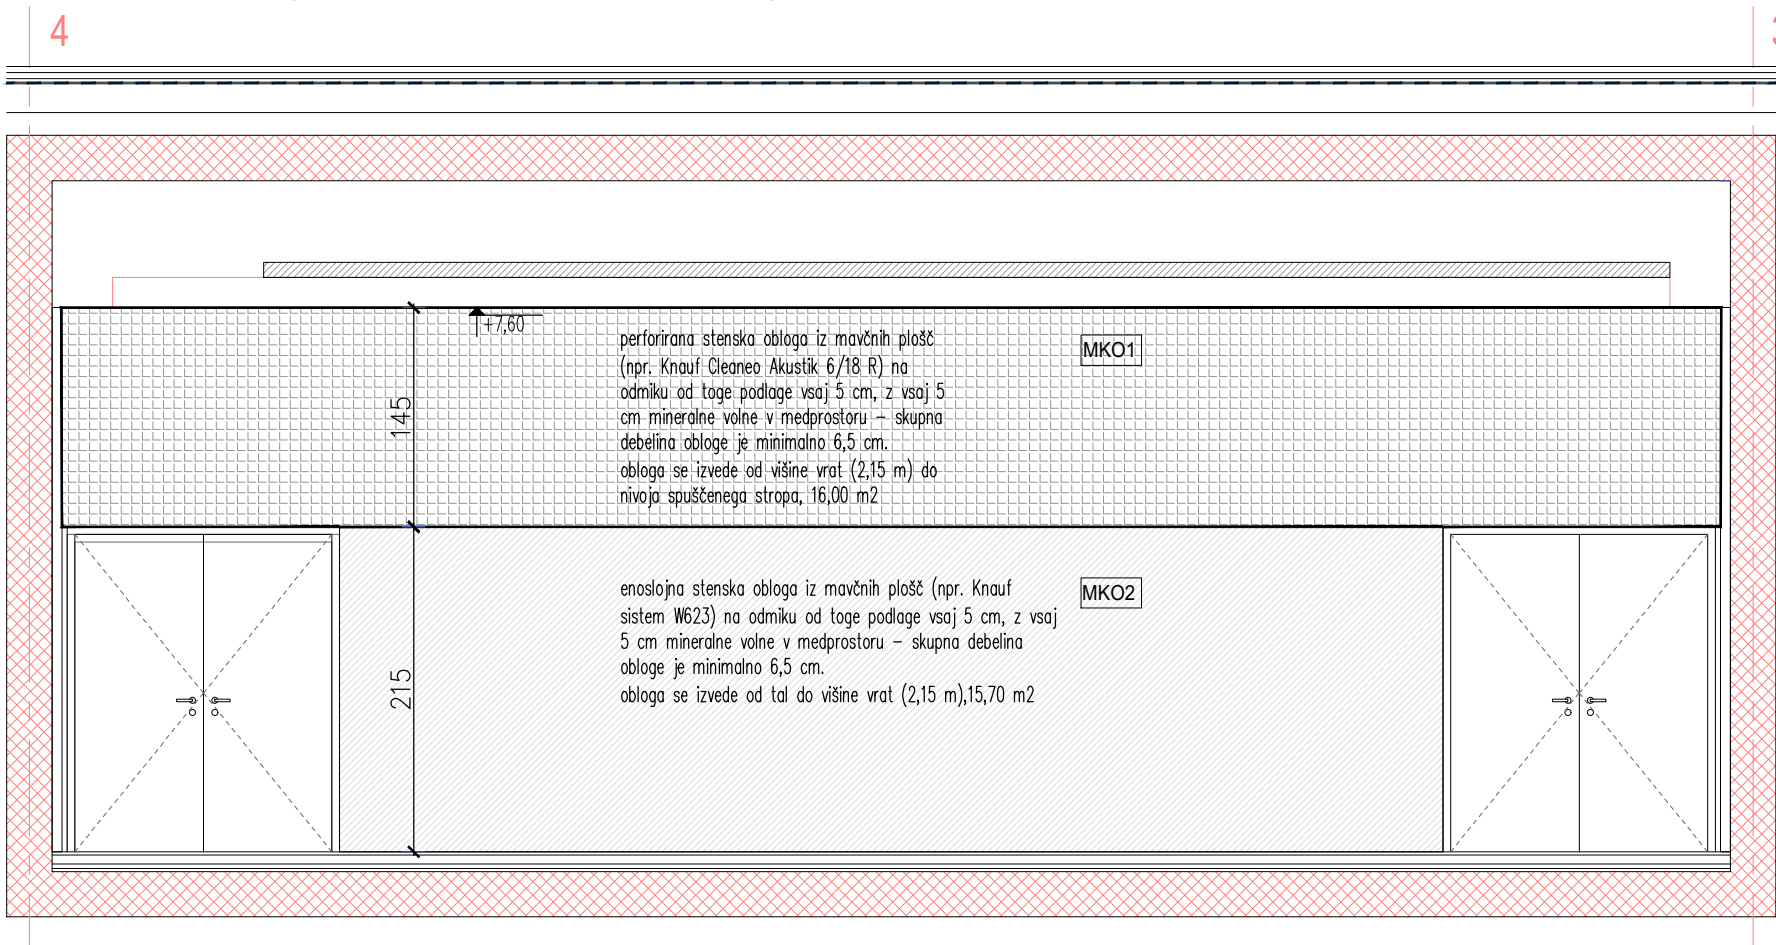 4
+7,60
perforirana stenska obloga iz mavčnih plošč
(npr. Knauf Cleaneo Akustik 6/18 R) na
odmiku od toge podlage vsaj 5 cm, z vsaj 5
cm mineralne volne v medprostoru – skupna
debelina obloge je minimalno 6,5 cm.
obloga se izvede od višine vrat (2,15 m) do
nivoja spuščenega stropa, 16,00 m2
MKO1
145
enoslojna stenska obloga iz mavčnih plošč (npr. Knauf
sistem W623) na odmiku od toge podlage vsaj 5 cm, z vsaj
5 cm mineralne volne v medprostoru – skupna debelina
obloge je minimalno 6,5 cm.
obloga se izvede od tal do višine vrat (2,15 m),15,70 m2
MKO2
215